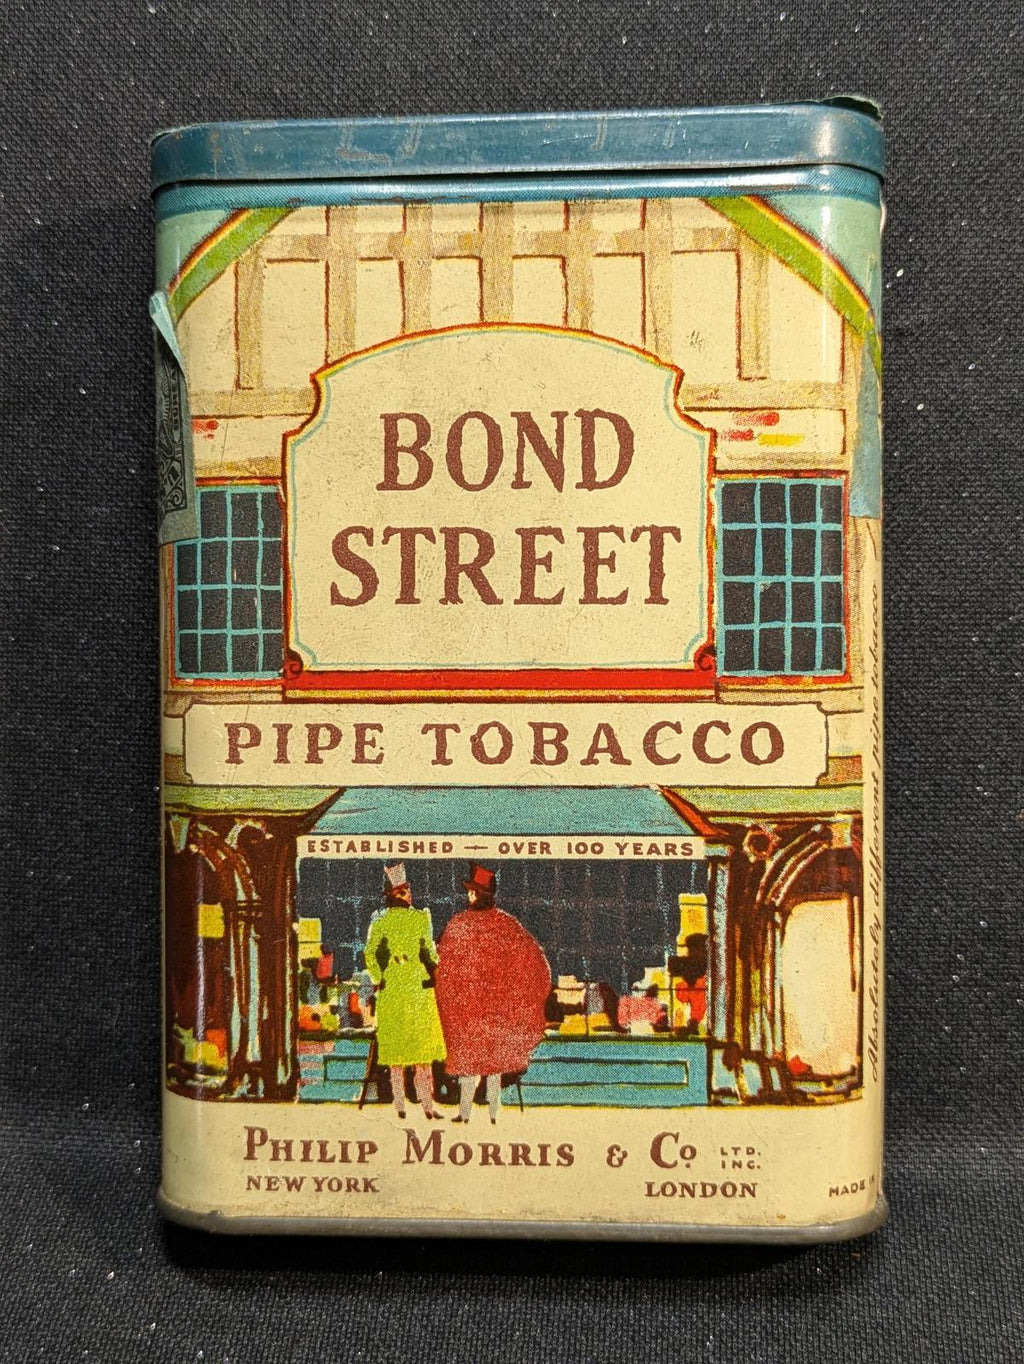 BOND
STREET
PIPE TOBACCO
ESTABLISHED — OVER 100 YEARS
PHILIP MORRIS & Co. LTD. INC.
NEW YORK LONDON
MADE
Absolutely different pipe tobacco